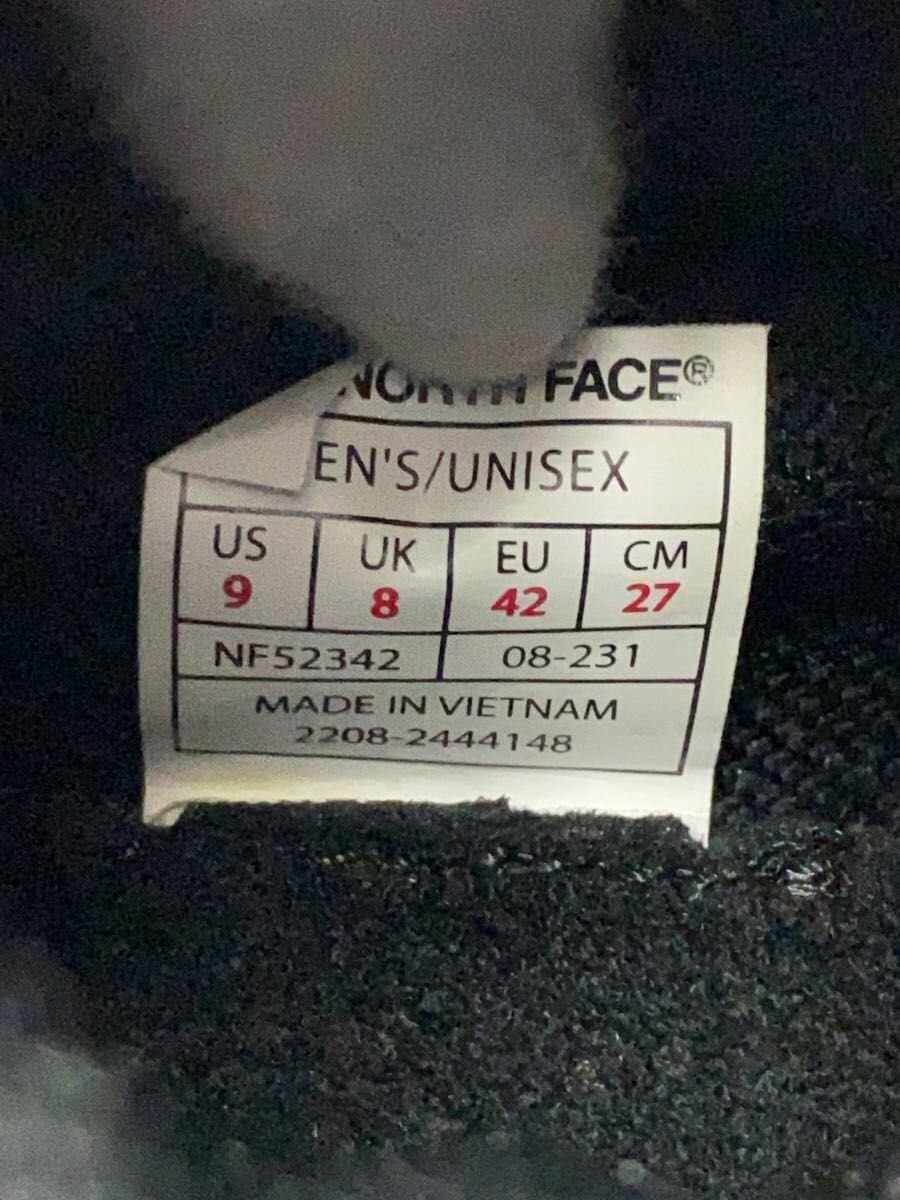 NORTH FACE®
EN'S/UNISEX
US UK EU CM
9 8 42 27
NF52342 08-231
MADE IN VIETNAM
2208-2444148